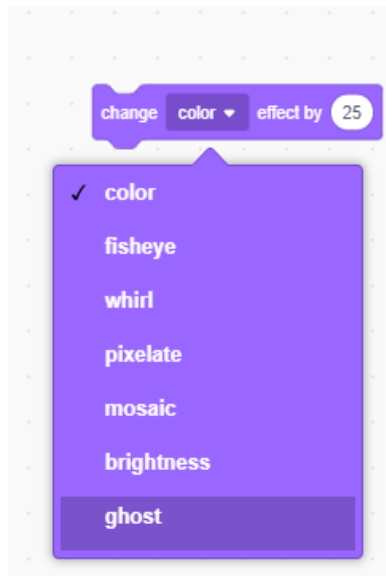 change color effect by 25
✓ color
fisheye
whirl
pixelate
mosaic
brightness
ghost